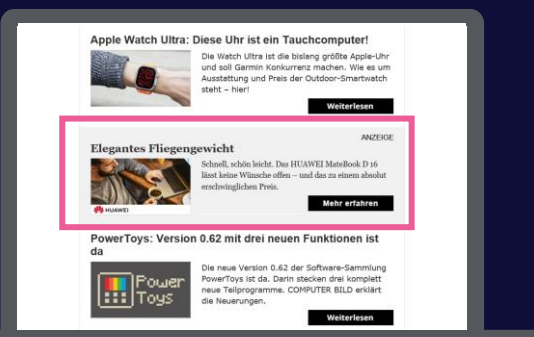 Apple Watch Ultra: Diese Uhr ist ein Tauchcomputer!
Die Watch Ultra ist die bislang größte Apple-Uhr
und soll Garmin Konkurrenz machen. Wie es um
Ausstattung und Preis der Outdoor-Smartwatch
steht – hier!
Weiterlesen
ANZEIGE
Elegantes Fliegengewicht
Schnell, schön leicht. Das HUAWEI MateBook D 16
lässt keine Wünsche offen – und das zu einem absolut
erschwinglichen Preis.
HUAWEI
Mehr erfahren
PowerToys: Version 0.62 mit drei neuen Funktionen ist
da
Die neue Version 0.62 der Software-Sammlung
PowerToys ist da. Darin stecken drei komplett
neue Teilprogramme. COMPUTER BILD erklärt
die Neuerungen.
Power
Toys
Weiterlesen